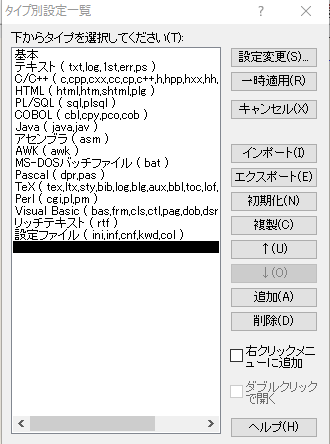 タイプ別設定一覧
下からタイプを選択してください(T):
基本
テキスト ( txt,log,1st,err,ps )
C/C++ ( c,cpp,cxx,cc,cp,c++,h,hpp,hxx,hh,
HTML ( html,htm,shtml,plg )
PL/SQL ( sql,plsql )
COBOL ( cbl,cpy,pco,cob )
Java ( java,jav )
アセンブラ ( asm )
AWK ( awk )
MS-DOSバッチファイル ( bat )
Pascal ( dpr,pas )
TeX ( tex,ltx,sty,bib,log,blg,aux,bbl,toc,lof,
Perl ( cgi,pl,pm )
Visual Basic ( bas,frm,cls,ctl,pag,dob,dsr
リッチテキスト ( rtf )
設定ファイル ( ini,inf,cnf,kwd,col )
設定変更(S)...
一時適用(R)
キャンセル(X)
インポート(I)
エクスポート(E)
初期化(N)
複製(C)
↑(U)
↓(O)
追加(A)
削除(D)
右クリックメニ
ューに追加
ダブルクリック
で開く
ヘルプ(H)